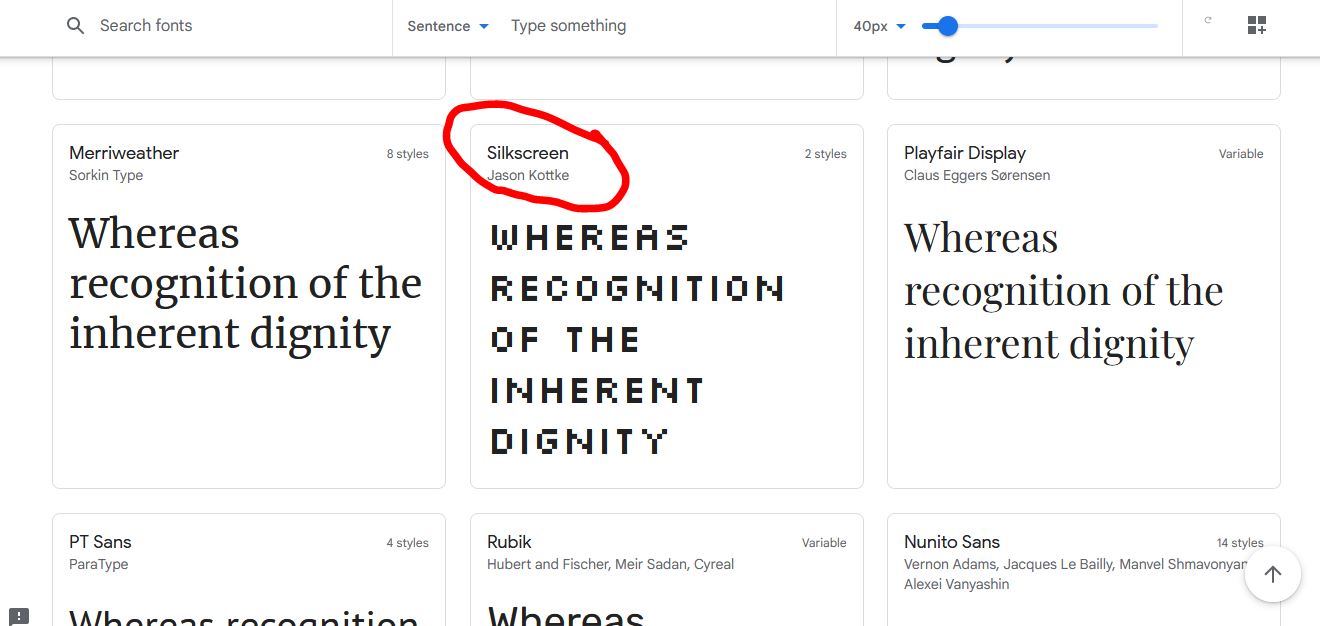 Search fonts
Sentence
Type something
40px
Merriweather
8 styles
Sorkin Type
Whereas
recognition of the
inherent dignity
Silkscreen
2 styles
Jason Kottke
WHEREAS
RECOGNITION
OF THE
INHERENT
DIGNITY
Playfair Display
Variable
Claus Eggers Sørensen
Whereas
recognition of the
inherent dignity
PT Sans
4 styles
ParaType
Whereas recognition
Rubik
Variable
Hubert and Fischer, Meir Sadan, Cyreal
Whereas
Nunito Sans
14 styles
Vernon Adams, Jacques Le Bailly, Manvel Shmavonyan,
Alexei Vanyashin